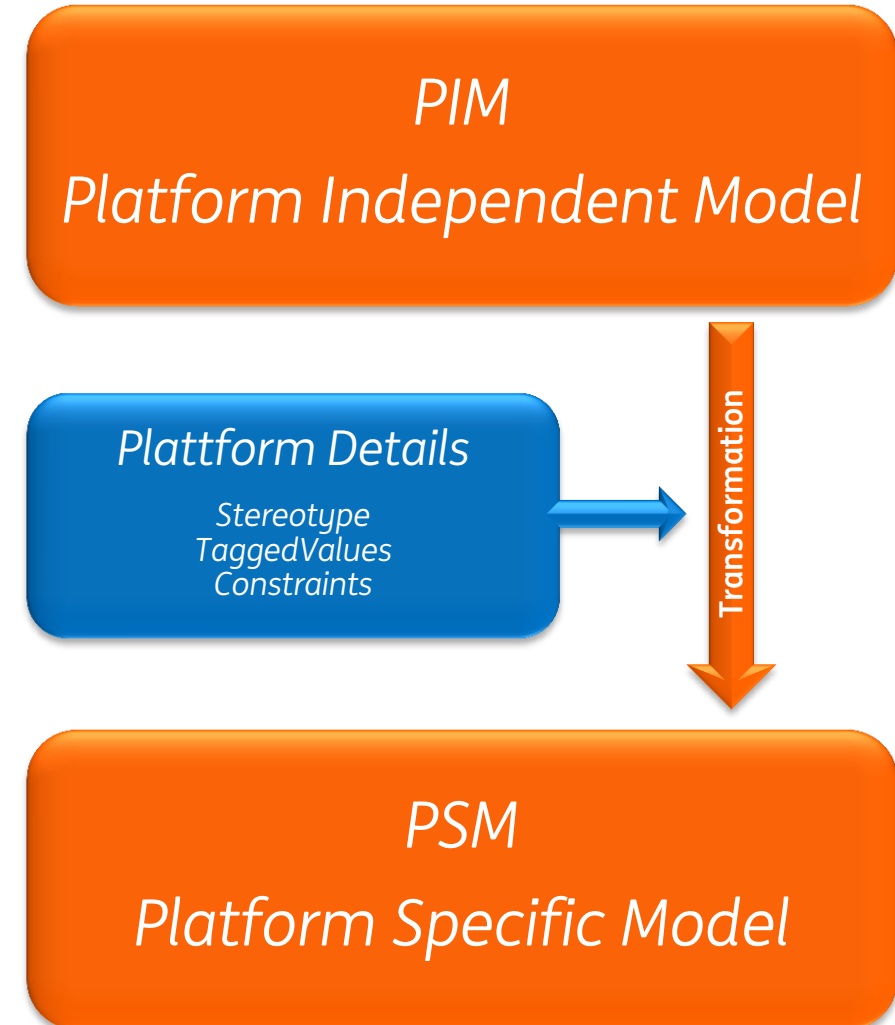 PIM
Platform Independent Model
Plattform Details
Stereotype
TaggedValues
Constraints
Transformation
PSM
Platform Specific Model